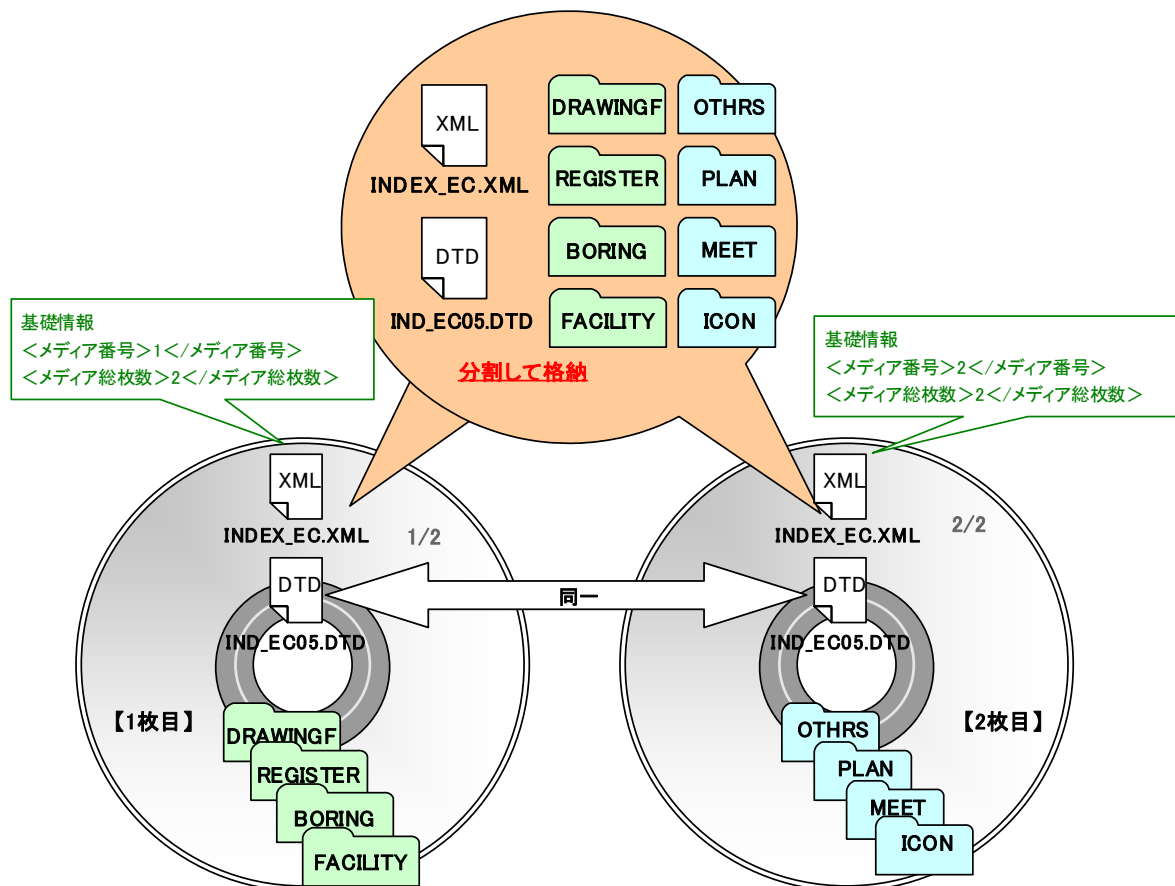 XML
INDEX_EC.XML
DTD
IND_EC05.DTD
DRAWINGF
OTHRS
REGISTER
PLAN
BORING
MEET
FACILITY
ICON
分割して格納
基礎情報
<メディア番号>1</メディア番号>
<メディア総枚数>2</メディア総枚数>
基礎情報
<メディア番号>2</メディア番号>
<メディア総枚数>2</メディア総枚数>
XML
INDEX_EC.XML
1/2
DTD
IND_EC05.DTD
【1枚目】
DRAWINGF
REGISTER
BORING
FACILITY
同一
XML
INDEX_EC.XML
2/2
DTD
IND_EC05.DTD
【2枚目】
OTHRS
PLAN
MEET
ICON